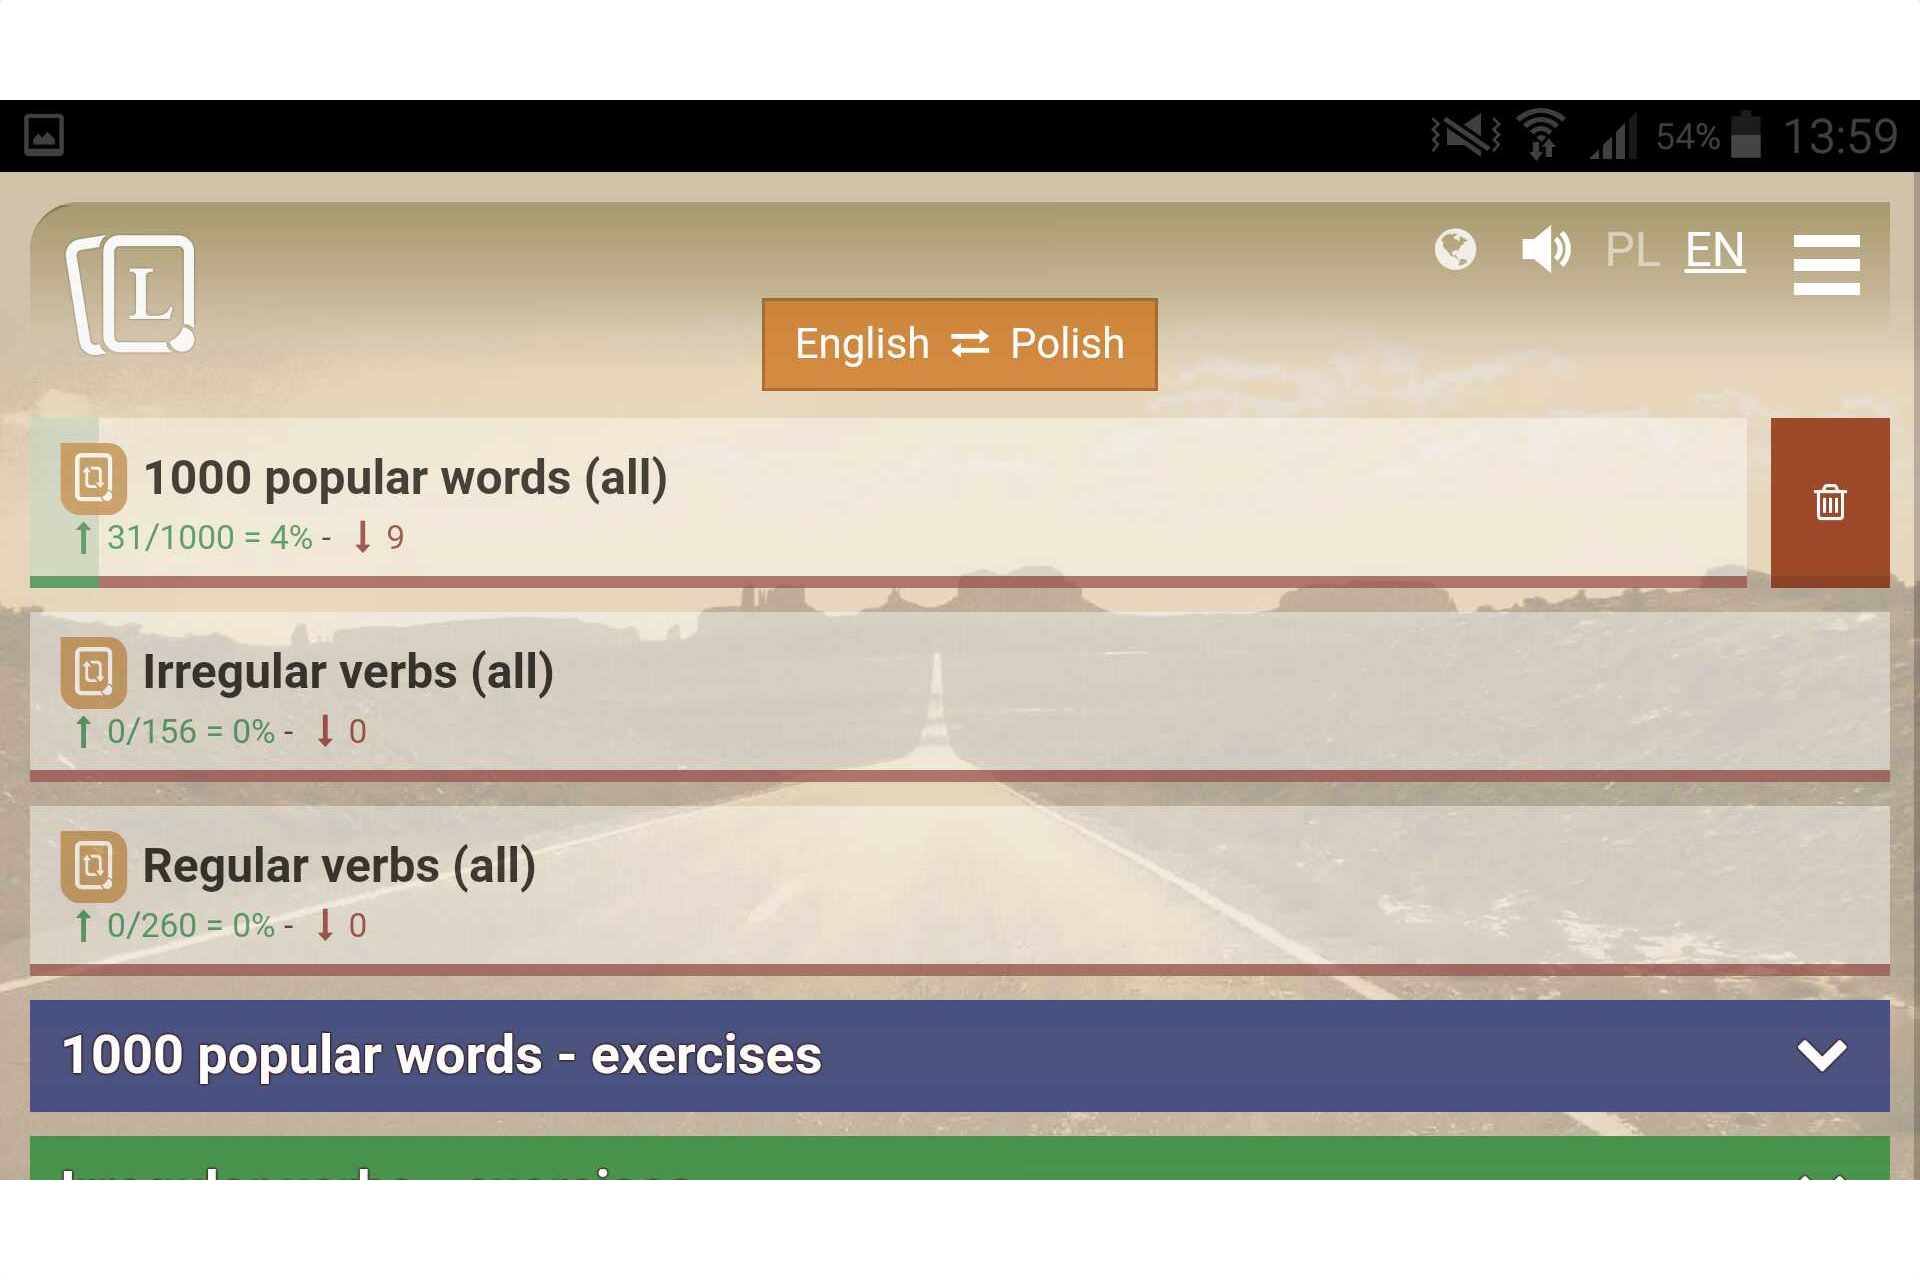 54% 13:59
L
PL EN
English Polish
1000 popular words (all)
31/1000 = 4% - 9
Irregular verbs (all)
0/156 = 0% - 0
Regular verbs (all)
0/260 = 0% - 0
1000 popular words - exercises